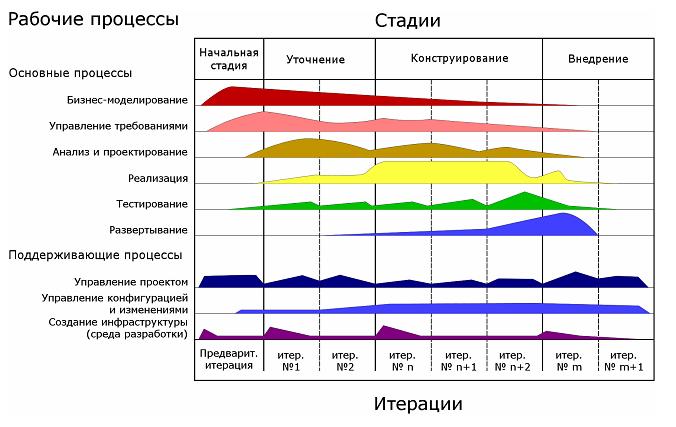 Рабочие процессы
Стадии
Начальная
стадия
Уточнение
Конструирование
Внедрение
Основные процессы
Бизнес-моделирование
Управление требованиями
Анализ и проектирование
Реализация
Тестирование
Развертывание
Поддерживающие процессы
Управление проектом
Управление конфигурацией
и изменениями
Создание инфраструктуры
(среда разработки)
Предварит.
итерация
итер.
№1
итер.
№2
итер.
№ n
итер.
№ n+1
итер.
№ n+2
итер.
№ m
итер.
№ m+1
Итерации